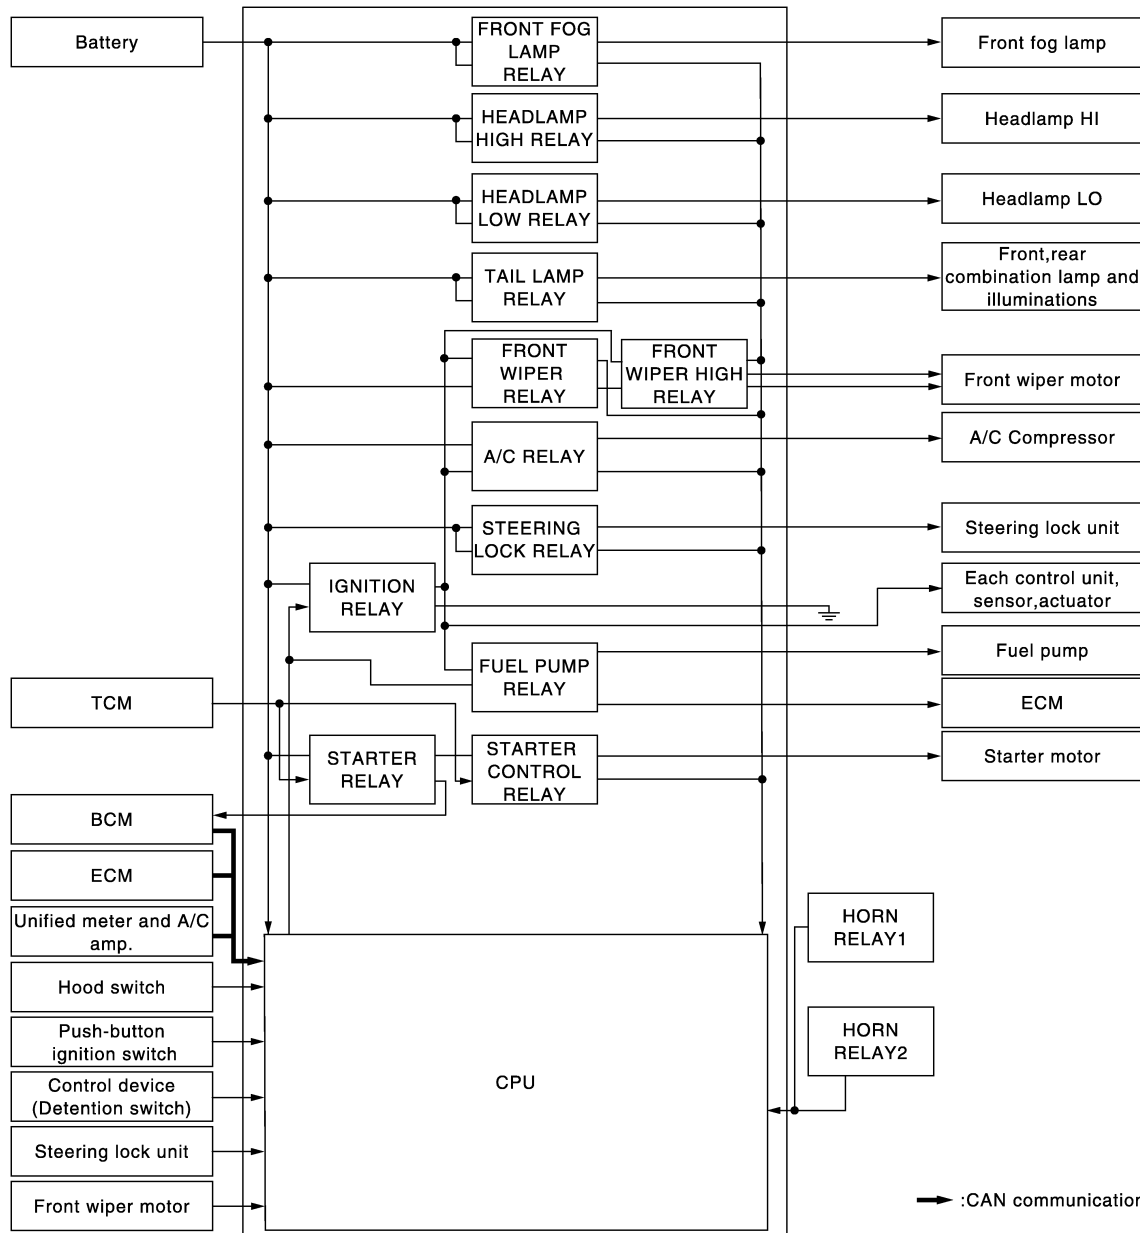 Battery
FRONT FOG
LAMP
RELAY
Front fog lamp
HEADLAMP
HIGH RELAY
Headlamp HI
HEADLAMP
LOW RELAY
Headlamp LO
TAIL LAMP
RELAY
Front,rear
combination lamp and
illuminations
FRONT
WIPER
RELAY
FRONT
WIPER HIGH
RELAY
Front wiper motor
A/C RELAY
A/C Compressor
STEERING
LOCK RELAY
Steering lock unit
IGNITION
RELAY
Each control unit,
sensor,actuator
FUEL PUMP
RELAY
Fuel pump
TCM
ECM
STARTER
RELAY
STARTER
CONTROL
RELAY
Starter motor
BCM
ECM
Unified meter and A/C
amp.
Hood switch
Push-button
ignition switch
Control device
(Detention switch)
Steering lock unit
Front wiper motor
CPU
HORN
RELAY1
HORN
RELAY2
:CAN communication